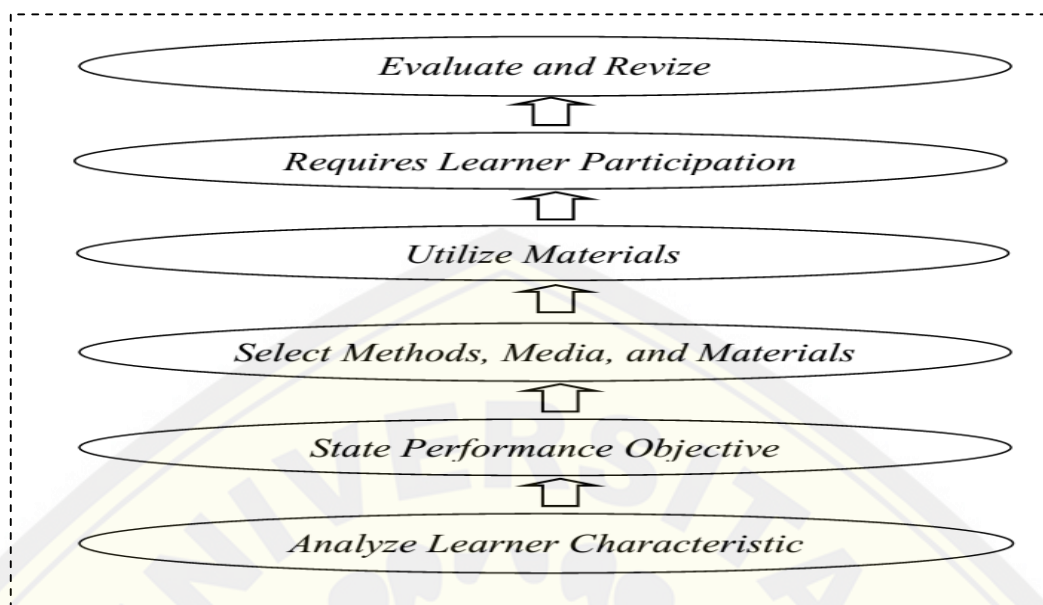 Evaluate and Revize
Requires Learner Participation
Utilize Materials
Select Methods, Media, and Materials
State Performance Objective
Analyze Learner Characteristic
NIVERSITA